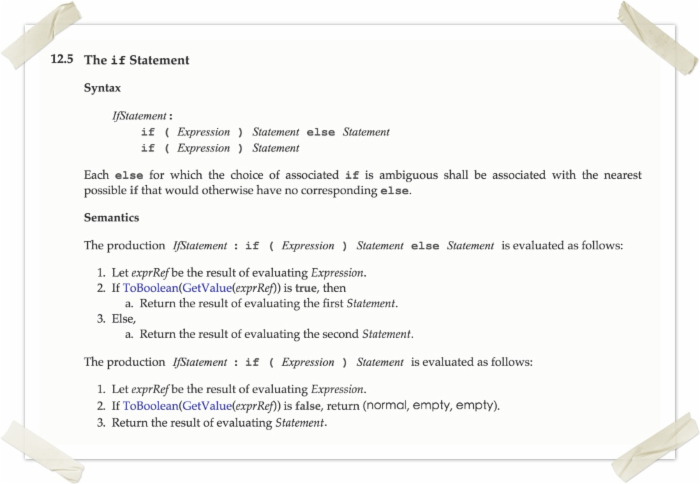 12.5 The if Statement
Syntax
IfStatement :
if ( Expression ) Statement else Statement
if ( Expression ) Statement
Each else for which the choice of associated if is ambiguous shall be associated with the nearest
possible if that would otherwise have no corresponding else.
Semantics
The production IfStatement : if ( Expression ) Statement else Statement is evaluated as follows:
1. Let exprRef be the result of evaluating Expression.
2. If ToBoolean(GetValue(exprRef)) is true, then
a. Return the result of evaluating the first Statement.
3. Else,
a. Return the result of evaluating the second Statement.
The production IfStatement : if ( Expression ) Statement is evaluated as follows:
1. Let exprRef be the result of evaluating Expression.
2. If ToBoolean(GetValue(exprRef)) is false, return (normal, empty, empty).
3. Return the result of evaluating Statement.